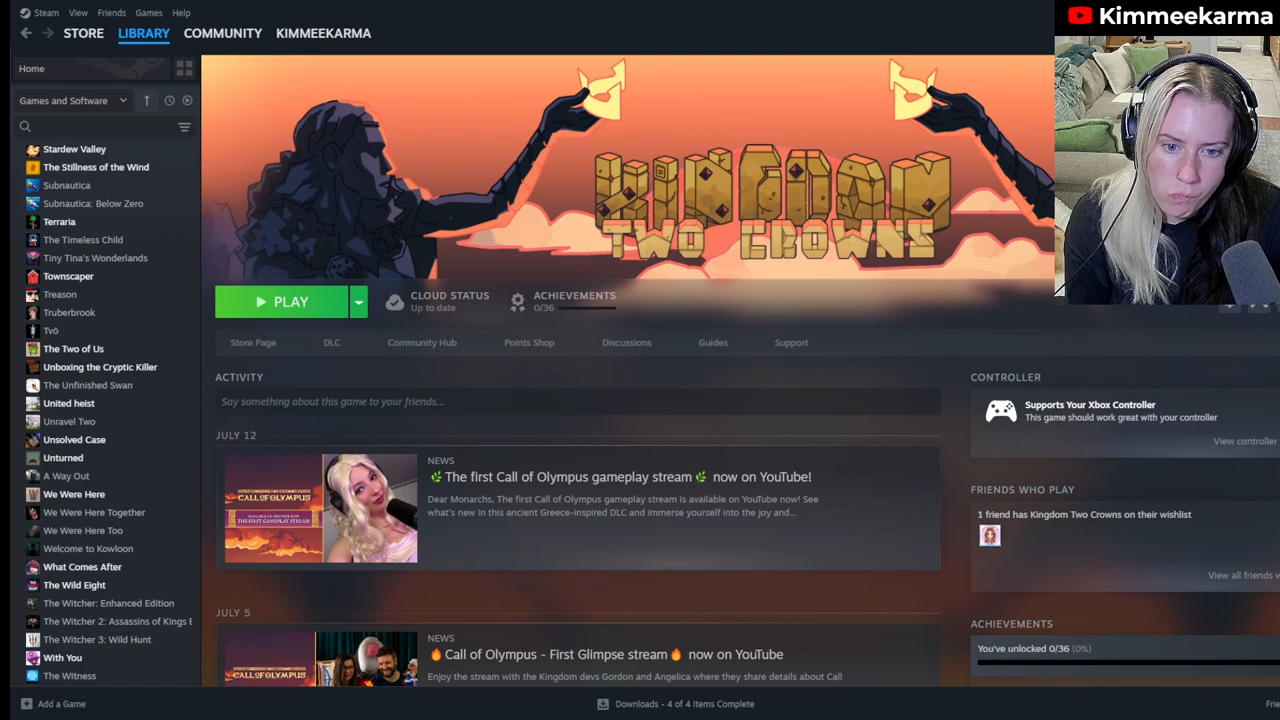 Steam View Friends Games Help
Kimmeekarma
STORE LIBRARY COMMUNITY KIMMEEKARMA
Home
Games and Software
Stardew Valley
The Stillness of the Wind
Subnautica
Subnautica: Below Zero
Terraria
The Timeless Child
Tiny Tina's Wonderlands
Townscaper
Treason
Truberbrook
Tvö
The Two of Us
Unboxing the Cryptic Killer
The Unfinished Swan
United heist
Unravel Two
Unsolved Case
Unturned
A Way Out
We Were Here
We Were Here Together
We Were Here Too
Welcome to Kowloon
What Comes After
The Wild Eight
The Witcher: Enhanced Edition
The Witcher 2: Assassins of Kings E
The Witcher 3: Wild Hunt
With You
The Witness
KINGDOM
TWO CROWNS
PLAY
CLOUD STATUS
Up to date
ACHIEVEMENTS
0/36
Store Page DLC Community Hub Points Shop Discussions Guides Support
ACTIVITY
Say something about this game to your friends...
JULY 12
CALL OF OLYMPUS
THE FIRST GAMEPLAY STREAM
NEWS
The first Call of Olympus gameplay stream now on YouTube!
Dear Monarchs, The first Call of Olympus gameplay stream is available on YouTube now! See
what's new in this ancient Greece-inspired DLC and immerse yourself into the joy and...
JULY 5
CALL OF OLYMPUS
NEWS
Call of Olympus - First Glimpse stream now on YouTube
Enjoy the stream with the Kingdom devs Gordon and Angelica where they share details about Call
CONTROLLER
Supports Your Xbox Controller
This game should work great with your controller
View controller
FRIENDS WHO PLAY
1 friend has Kingdom Two Crowns on their wishlist
View all friends w
ACHIEVEMENTS
You've unlocked 0/36 (0%)
Add a Game
Downloads - 4 of 4 Items Complete
Frie